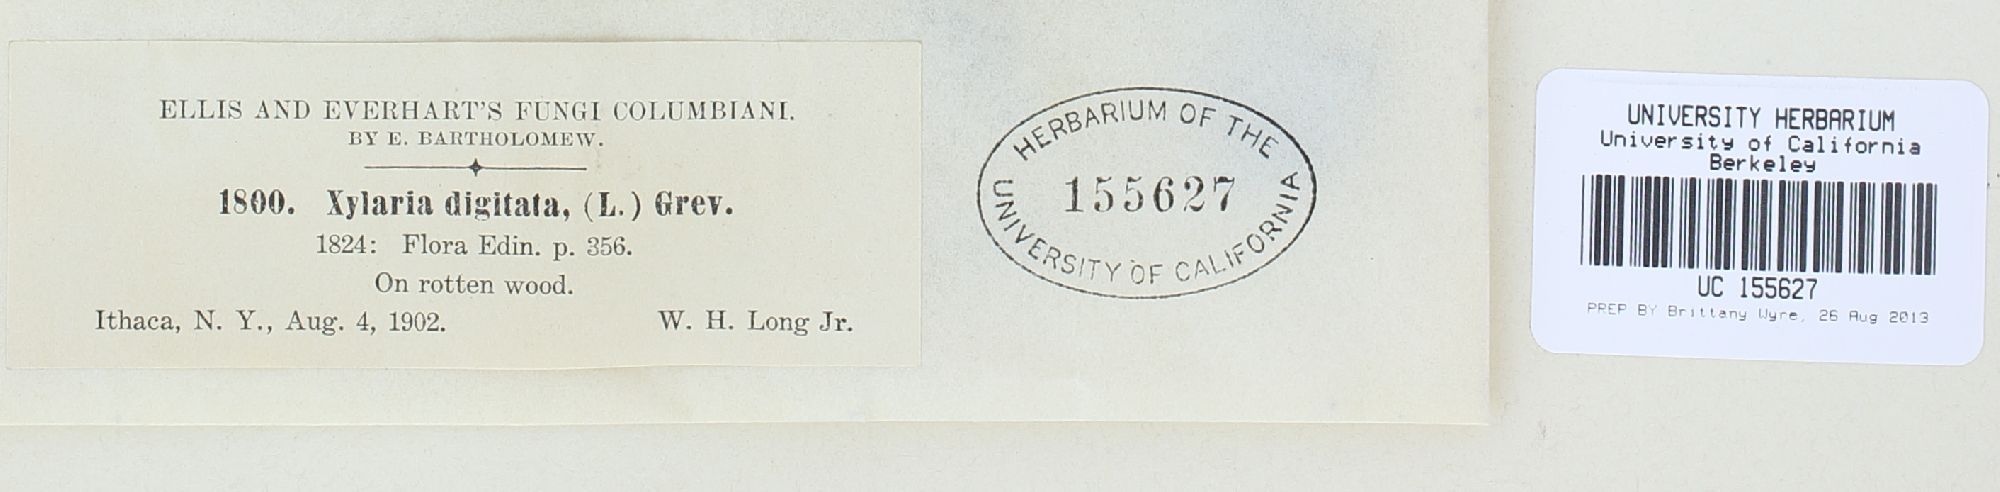 ELLIS AND EVERHART'S FUNGI COLUMBIANI.
BY E. BARTHOLOMEW.
1800. Xylaria digitata, (L.) Grev.
1824: Flora Edin. p. 356.
On rotten wood.
Ithaca, N. Y., Aug. 4, 1902. W. H. Long Jr.
HERBARIUM OF THE
155627
UNIVERSITY OF CALIFORNIA
UNIVERSITY HERBARIUM
University of California
Berkeley
UC 155627
PREP BY Brittany Wyre, 26 Aug 2013